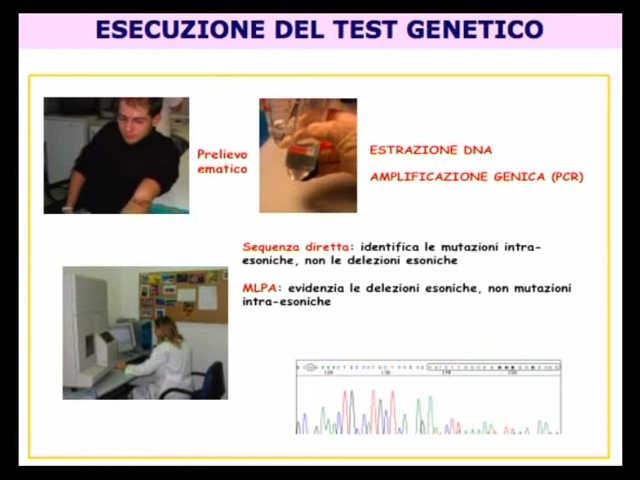 ESECUZIONE DEL TEST GENETICO
Prelievo
ematico
ESTRAZIONE DNA
AMPLIFICAZIONE GENICA (PCR)
Sequenza diretta: identifica le mutazioni intra-
esoniche, non le delezioni esoniche
MLPA: evidenzia le delezioni esoniche, non mutazioni
intra-esoniche